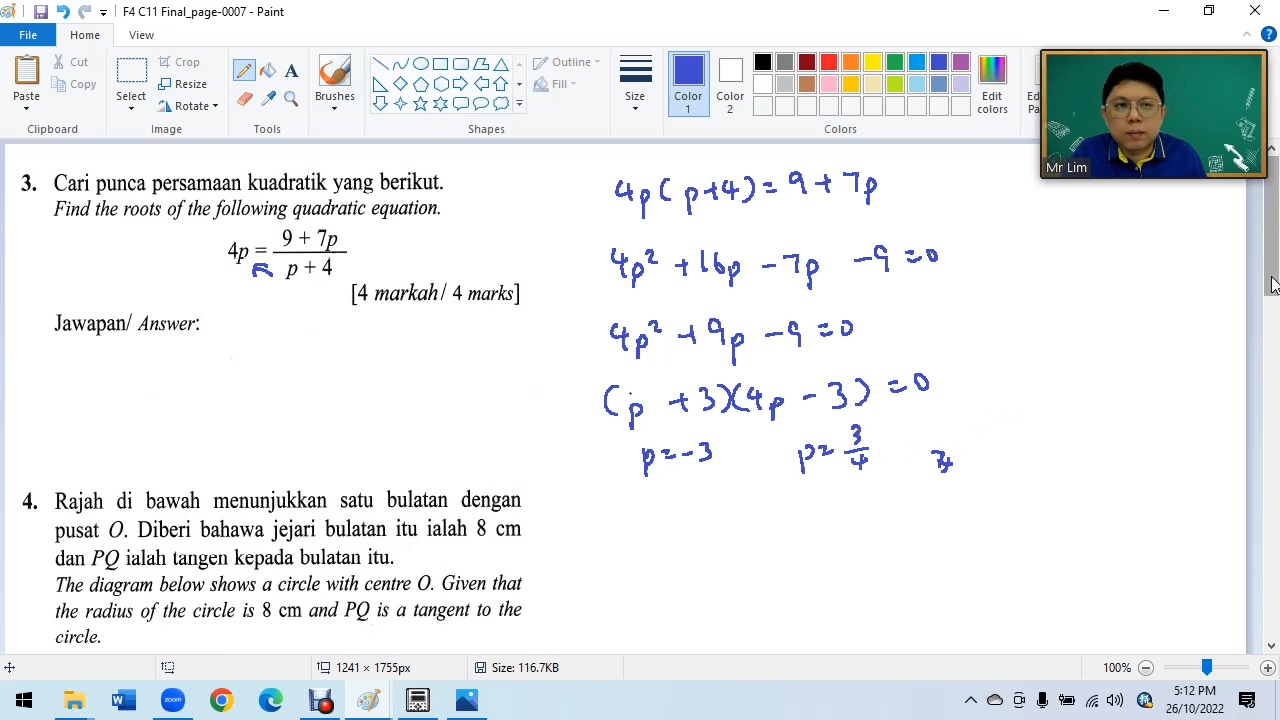 F4 C11 Final_page-0007 - Paint
File
Home
View
Paste
Cut
Copy
Clipboard
Select
Crop
Resize
Rotate
Image
Tools
Brushes
Outline
Fill
Shapes
Size
Color 1
Color 2
Edit colors
Colors
Mr Lim
3. Cari punca persamaan kuadratik yang berikut.
Find the roots of the following quadratic equation.
4p = (9 + 7p)/(p + 4)
[4 markah/ 4 marks]
Jawapan/ Answer:
4p(p+4)=9+7p
4p² +16p -7p -9=0
4p² +9p -9=0
(p +3)(4p -3)=0
p=-3 p=3/4
4. Rajah di bawah menunjukkan satu bulatan dengan
pusat O. Diberi bahawa jejari bulatan itu ialah 8 cm
dan PQ ialah tangen kepada bulatan itu.
The diagram below shows a circle with centre O. Given that
the radius of the circle is 8 cm and PQ is a tangent to the
circle.
1241 × 1755px
Size: 116.7KB
100%
5:12 PM
26/10/2022